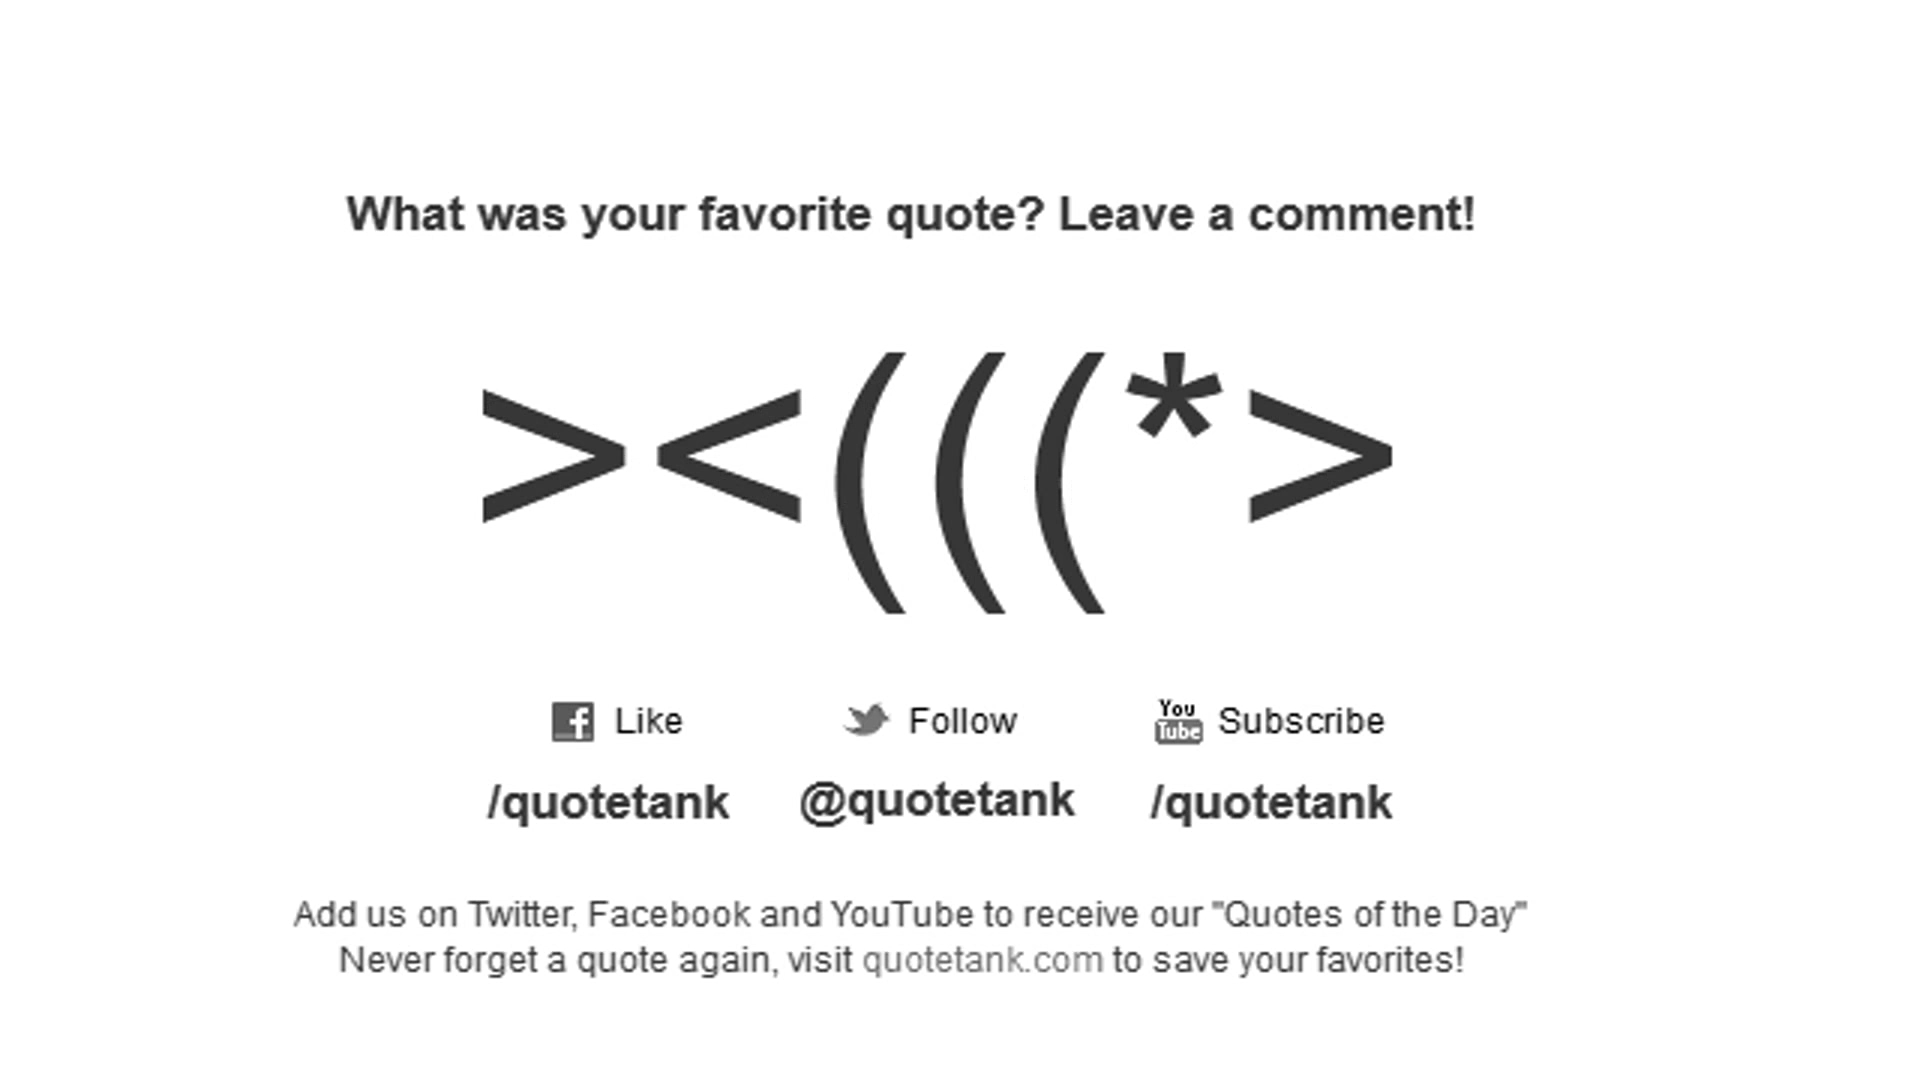 What was your favorite quote? Leave a comment!
><(((*>
f Like Follow You Tube Subscribe
/quotetank @quotetank /quotetank
Add us on Twitter, Facebook and YouTube to receive our "Quotes of the Day"
Never forget a quote again, visit quotetank.com to save your favorites!